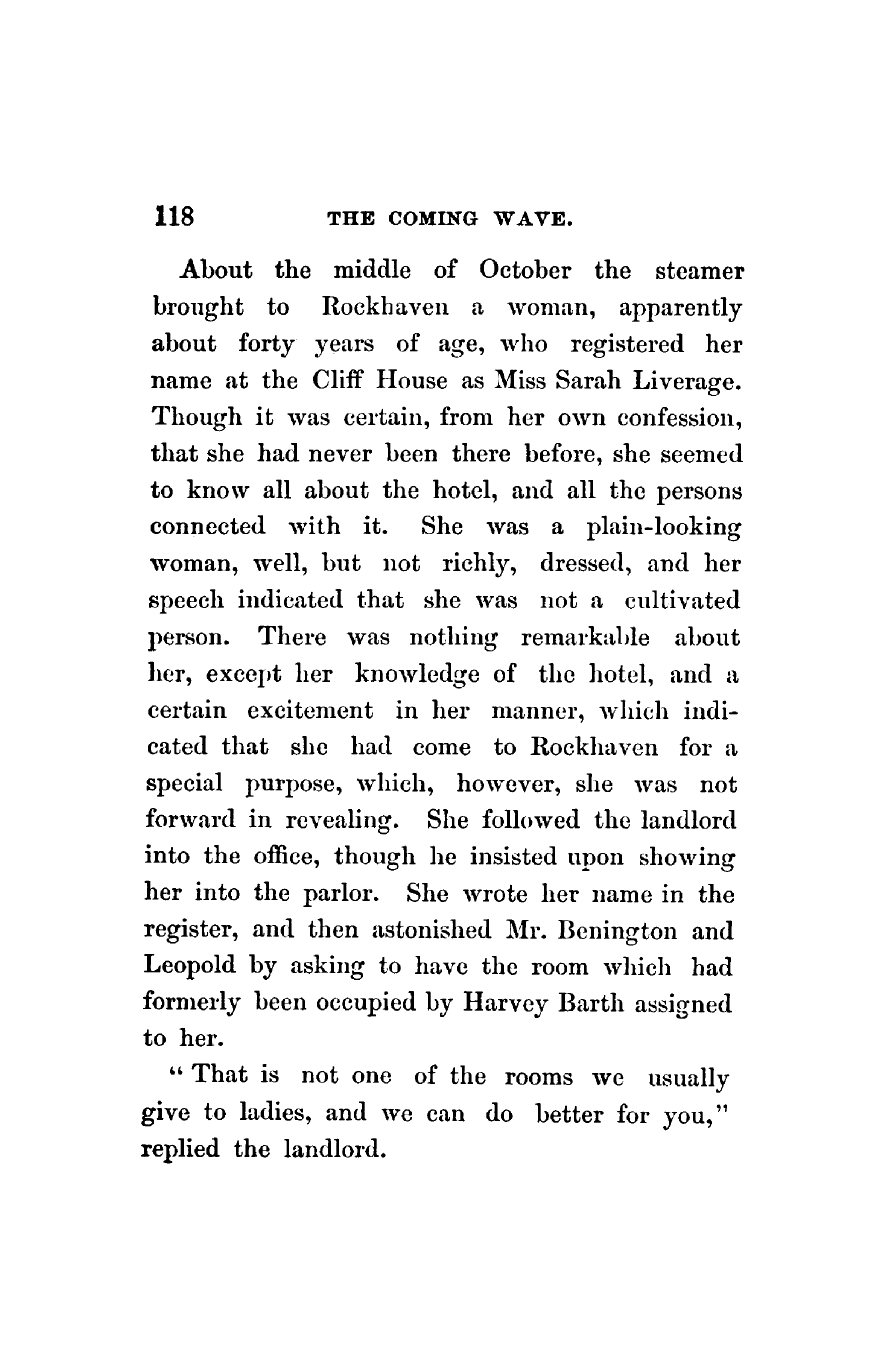 118 THE COMING WAVE.
About the middle of October the steamer
brought to Rockhaven a woman, apparently
about forty years of age, who registered her
name at the Cliff House as Miss Sarah Liverage.
Though it was certain, from her own confession,
that she had never been there before, she seemed
to know all about the hotel, and all the persons
connected with it. She was a plain-looking
woman, well, but not richly, dressed, and her
speech indicated that she was not a cultivated
person. There was nothing remarkable about
her, except her knowledge of the hotel, and a
certain excitement in her manner, which indi-
cated that she had come to Rockhaven for a
special purpose, which, however, she was not
forward in revealing. She followed the landlord
into the office, though he insisted upon showing
her into the parlor. She wrote her name in the
register, and then astonished Mr. Benington and
Leopold by asking to have the room which had
formerly been occupied by Harvey Barth assigned
to her.
“ That is not one of the rooms we usually
give to ladies, and we can do better for you,”
replied the landlord.